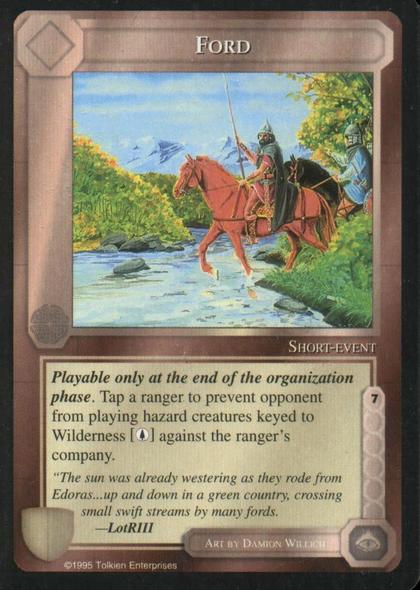 Ford
Short-event
Playable only at the end of the organization
phase. Tap a ranger to prevent opponent
from playing hazard creatures keyed to
Wilderness [] against the ranger's
company.
7
“The sun was already westering as they rode from
Edoras...up and down in a green country, crossing
small swift streams by many fords.
—LotRIII
Art by Damion Willich
©1995 Tolkien Enterprises